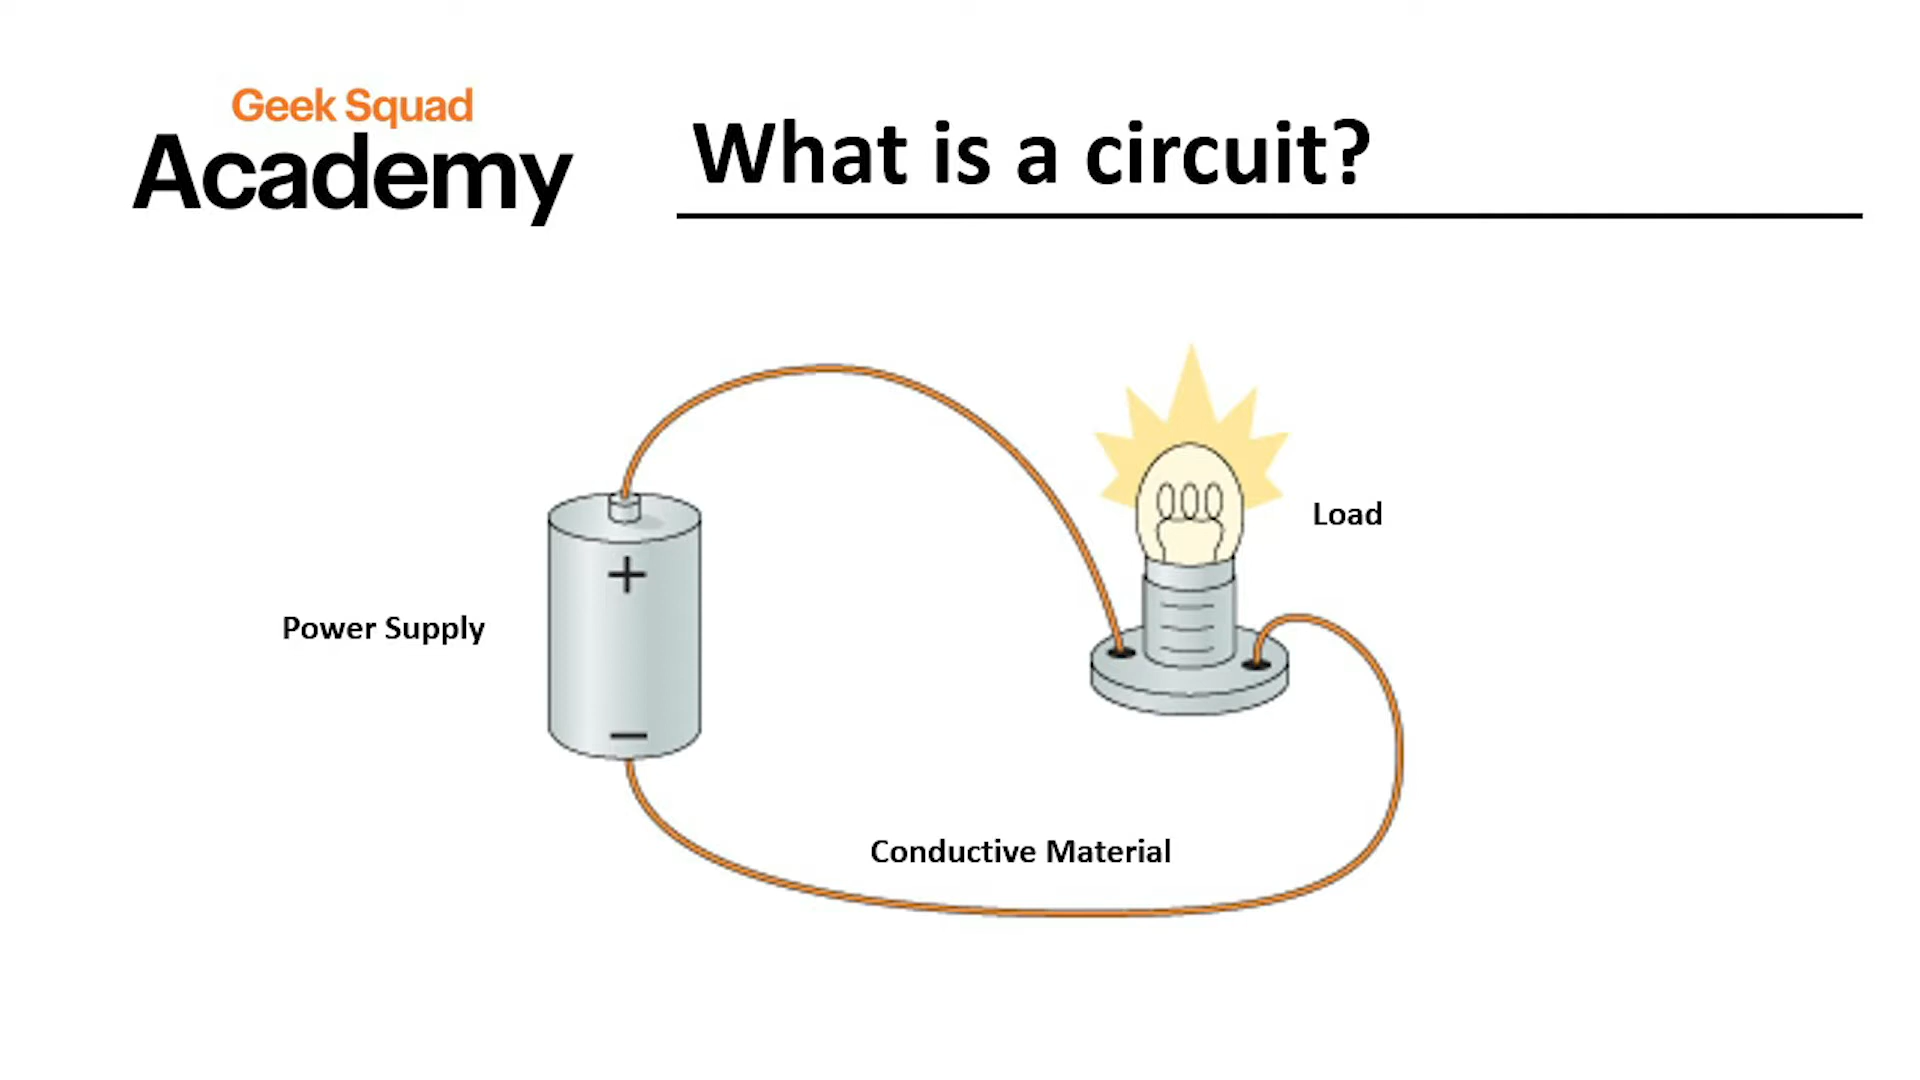 Geek Squad
Academy
What is a circuit?
Load
+
Power Supply
−
Conductive Material